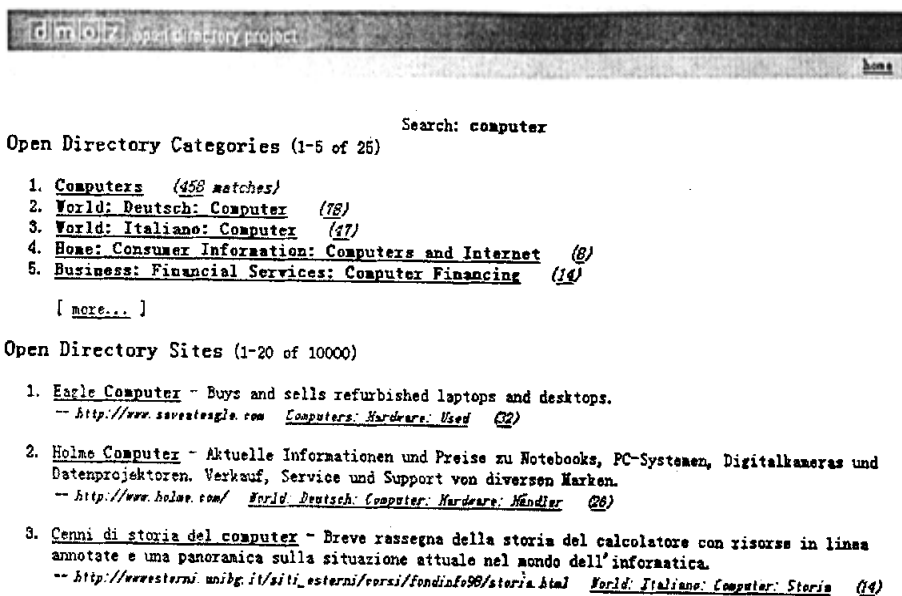 dmoz open directory project
home
Search: computer
Open Directory Categories (1-5 of 25)
1. Computers (458 matches)
2. World: Deutsch: Computer (78)
3. World: Italiano: Computer (47)
4. Home: Consumer Information: Computers and Internet (8)
5. Business: Financial Services: Computer Financing (14)
[ more... ]
Open Directory Sites (1-20 of 10000)
1. Eagle Computer - Buys and sells refurbished laptops and desktops.
-- http://www.saveateagle.com Computers: Hardware: Used (32)
2. Holme Computer - Aktuelle Informationen und Preise zu Notebooks, PC-Systemen, Digitalkameras und
Datenprojektoren. Verkauf, Service und Support von diversen Marken.
-- http://www.holme.com/ World: Deutsch: Computer: Hardware: Händler (26)
3. Cenni di storia del computer - Breve rassegna della storia del calcolatore con risorse in linea
annotate e una panoramica sulla situazione attuale nel mondo dell'informatica.
-- http://wwwesterni.unibg.it/siti_esterni/corsi/fondinfo96/storia.html World: Italiano: Computer: Storia (14)